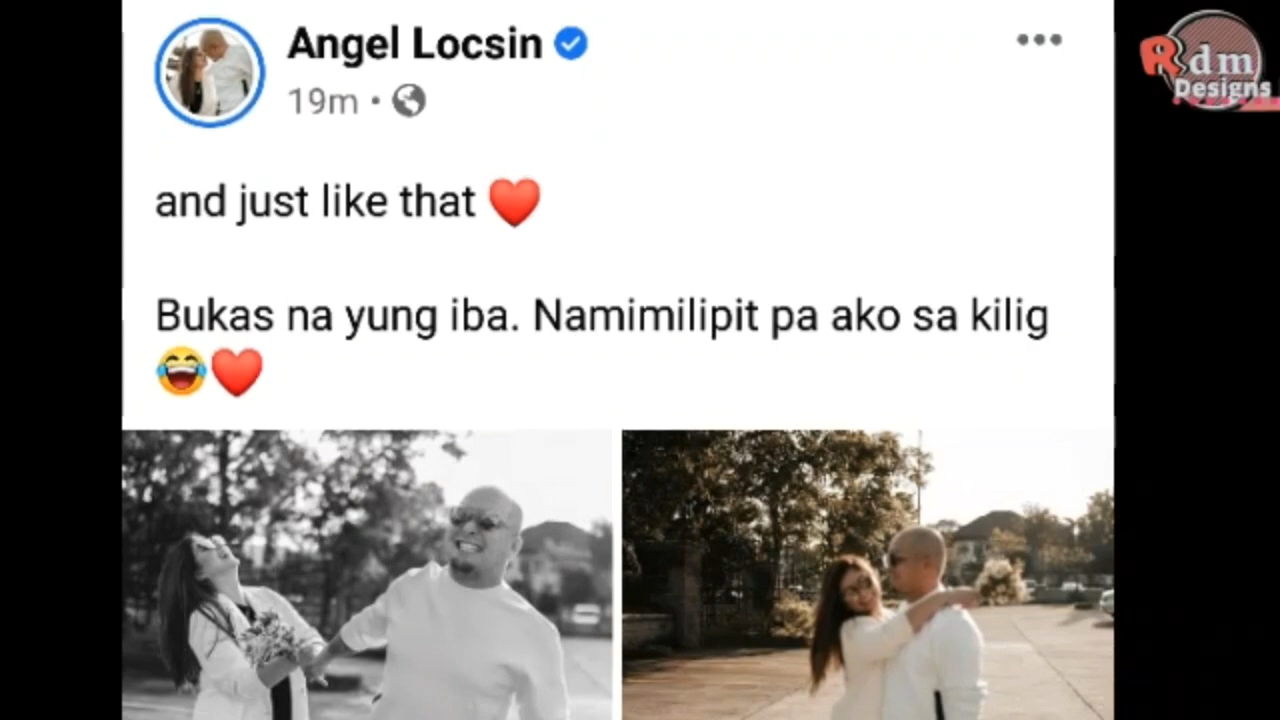 Angel Locsin
19m •
and just like that ❤️
Bukas na yung iba. Namimilipit pa ako sa kilig
😂❤️
Rdm
Designs